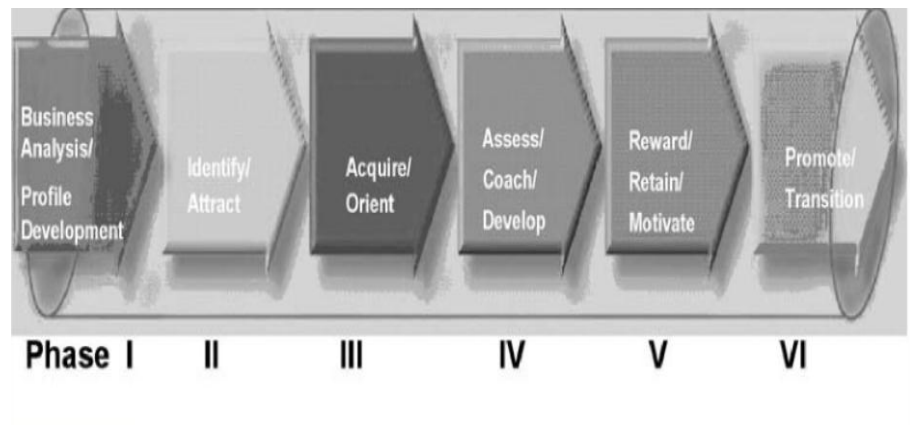 Business
Analysis/
Profile
Development
Identify/
Attract
Acquire/
Orient
Assess/
Coach/
Develop
Reward/
Retain/
Motivate
Promote/
Transition
Phase I II III IV V VI